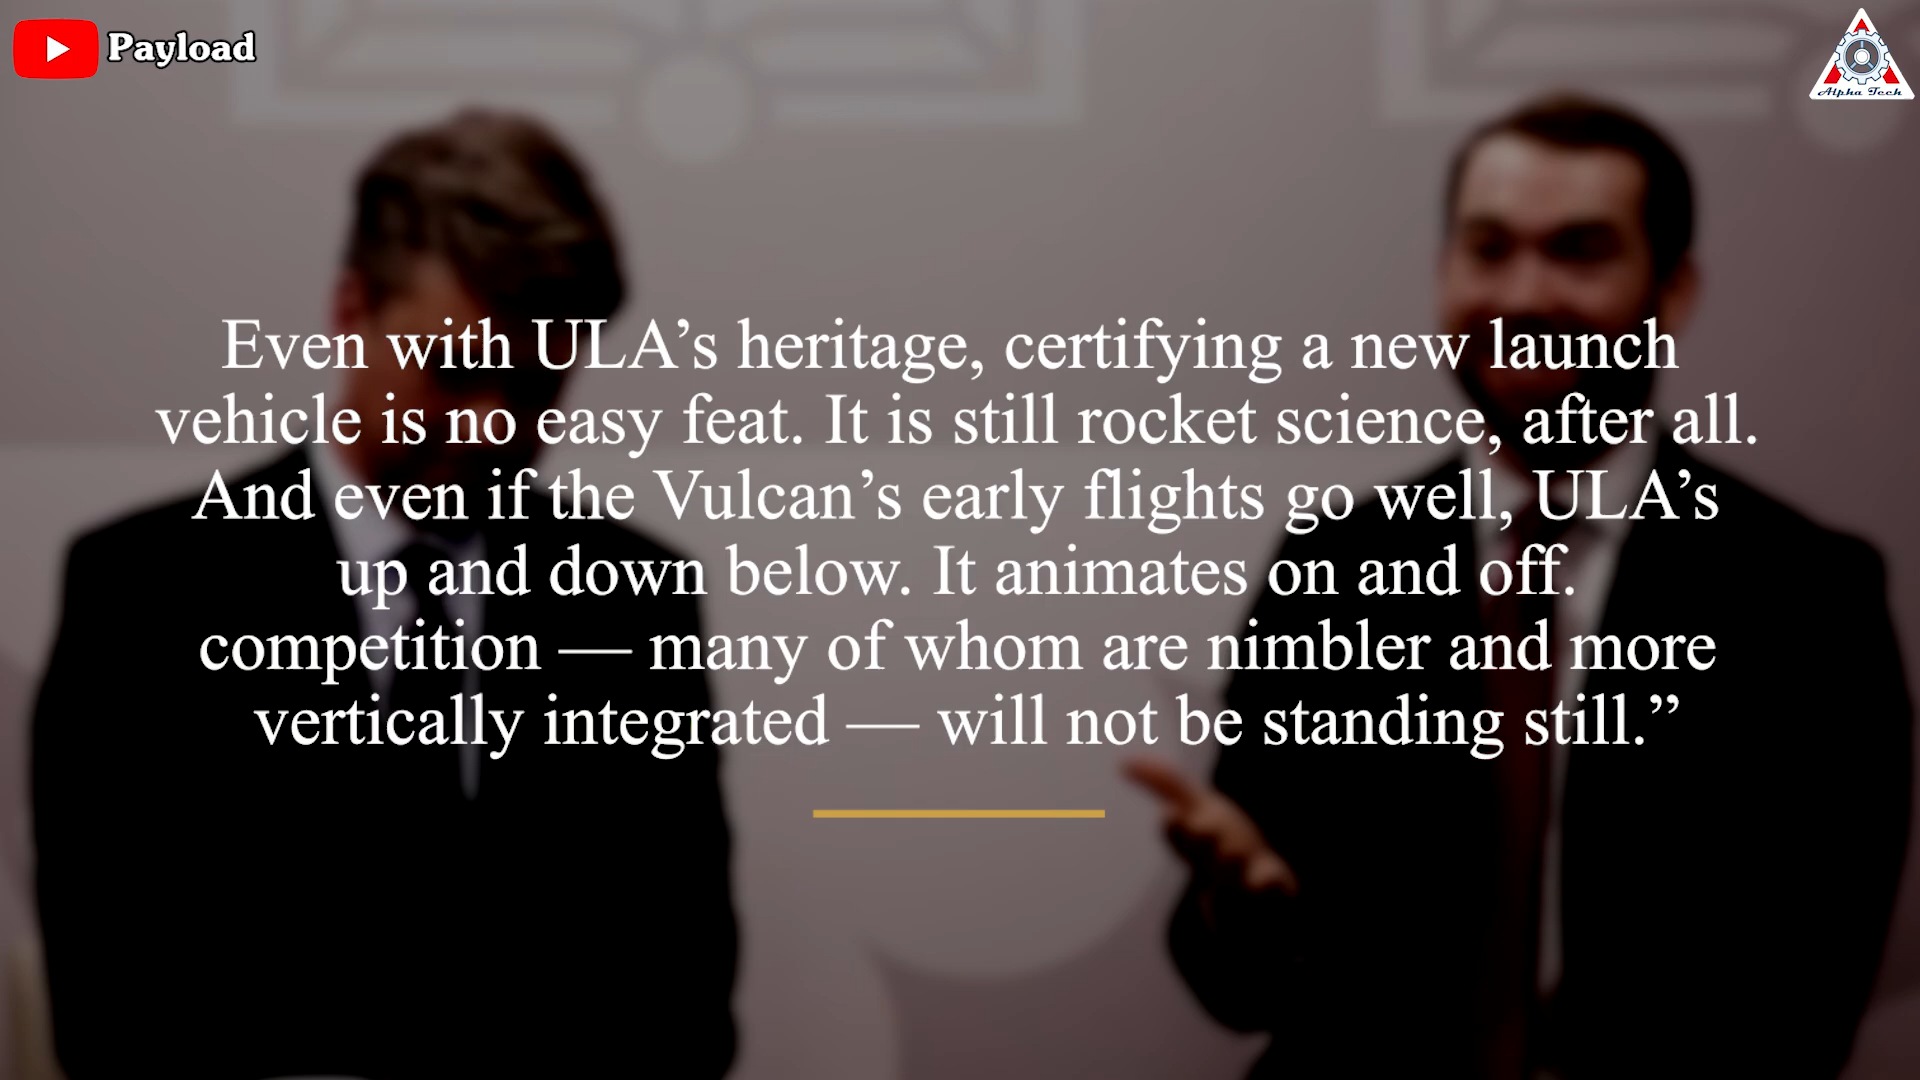 Payload
Alpha Tech
Even with ULA’s heritage, certifying a new launch
vehicle is no easy feat. It is still rocket science, after all.
And even if the Vulcan’s early flights go well, ULA’s
up and down below. It animates on and off.
competition — many of whom are nimbler and more
vertically integrated — will not be standing still.”